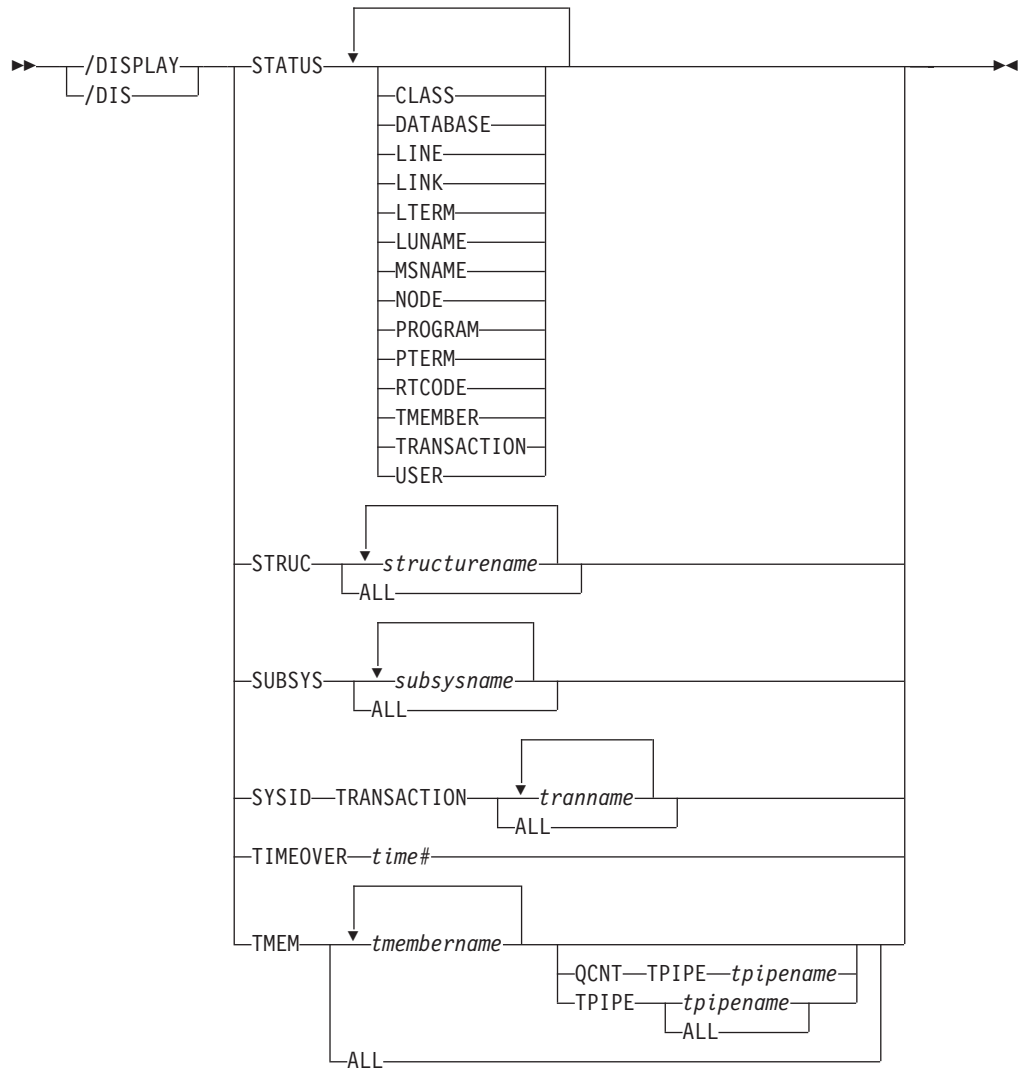 /DISPLAY STATUS
/DIS
CLASS
DATABASE
LINE
LINK
LTERM
LUNAME
MSNAME
NODE
PROGRAM
PTERM
RTCODE
TMEMBER
TRANSACTION
USER
STRUC structurename
ALL
SUBSYS subsysname
ALL
SYSID TRANSACTION tranname
ALL
TIMEOVER time#
TMEM tmembername
QCNT TPIPE tpipename
TPIPE tpipename
ALL
ALL